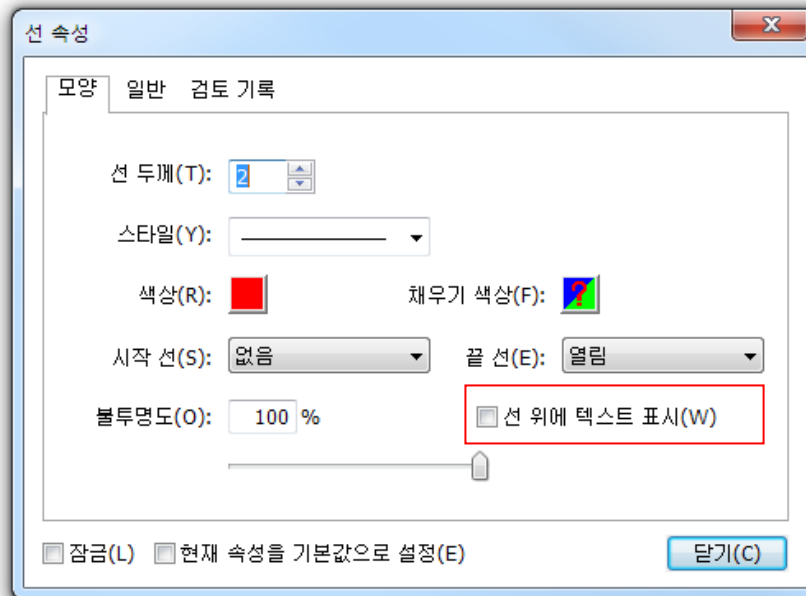 선 속성
모양 일반 검토 기록
선 두께(T): 2
스타일(Y):
색상(R): 채우기 색상(F): ?
시작 선(S): 없음 끝 선(E): 열림
불투명도(O): 100 % 선 위에 텍스트 표시(W)
잠금(L) 현재 속성을 기본값으로 설정(E) 닫기(C)